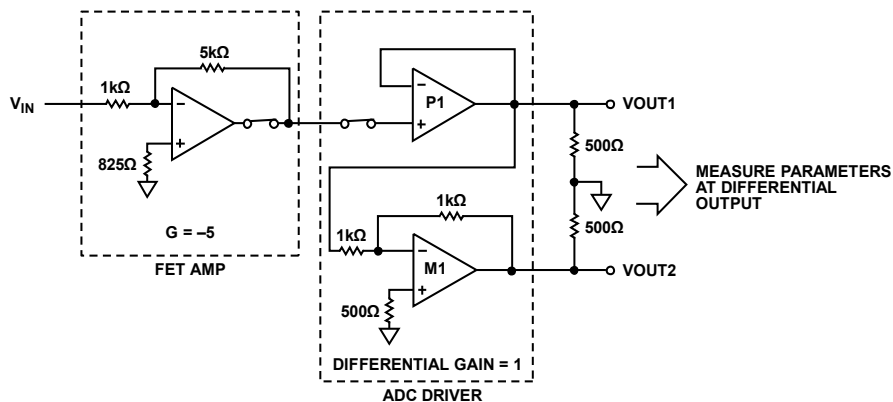 5kΩ
1kΩ
V_IN
825Ω
G = –5
FET AMP
P1
1kΩ
1kΩ
M1
500Ω
DIFFERENTIAL GAIN = 1
ADC DRIVER
VOUT1
500Ω
500Ω
VOUT2
MEASURE PARAMETERS
AT DIFFERENTIAL
OUTPUT